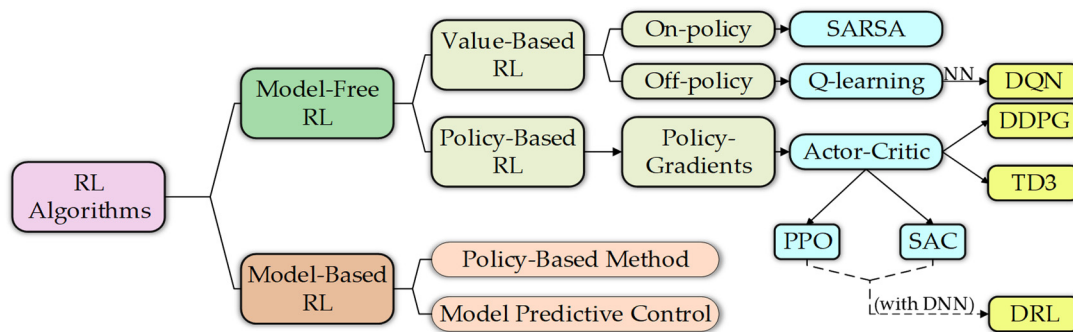 RL
Algorithms
Model-Free
RL
Value-Based
RL
On-policy
SARSA
Off-policy
Q-learning
NN
DQN
Policy-Based
RL
Policy-
Gradients
Actor-Critic
DDPG
TD3
PPO
SAC
(with DNN)
DRL
Model-Based
RL
Policy-Based Method
Model Predictive Control